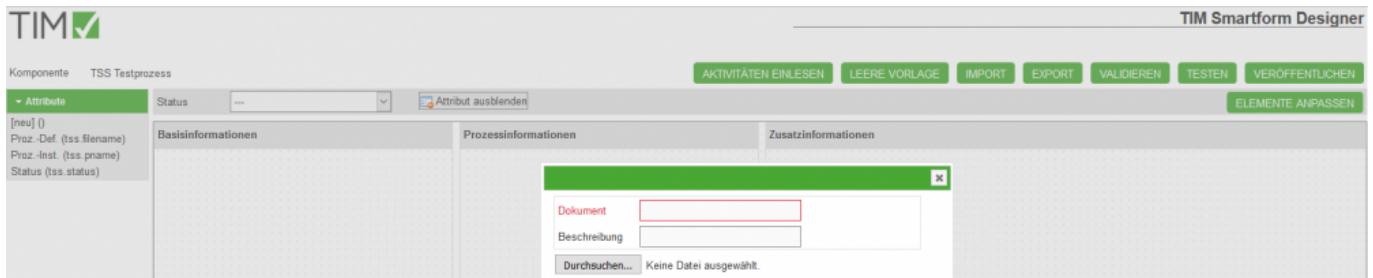 TIM
TIM Smartform Designer
Komponente TSS Testprozess
AKTIVITÄTEN EINLESEN LEERE VORLAGE IMPORT EXPORT VALIDIEREN TESTEN VERÖFFENTLICHEN
Attribute Status --- Attribut ausblenden ELEMENTE ANPASSEN
[neu] ()
Basisinformationen Prozessinformationen Zusatzinformationen
Proz.-Def. (tss.filename)
Proz.-Inst. (tss.pname)
Status (tss.status)
Dokument
Beschreibung
Durchsuchen... Keine Datei ausgewählt.